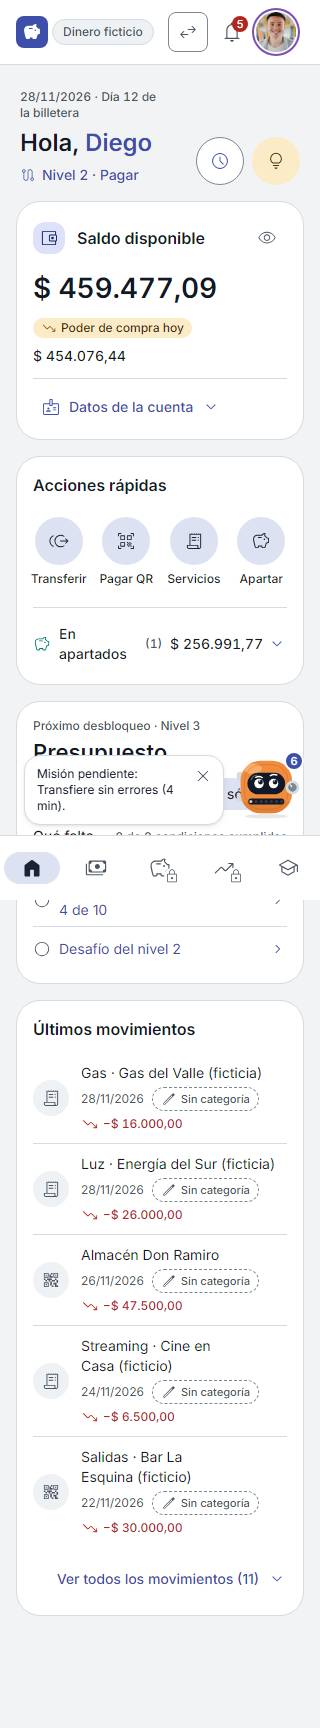 Dinero ficticio
5
28/11/2026 · Día 12 de
la billetera
Hola, Diego
Nivel 2 · Pagar
Saldo disponible
$ 459.477,09
Poder de compra hoy
$ 454.076,44
Datos de la cuenta
Acciones rápidas
Transferir Pagar QR Servicios Apartar
En
apartados
(1) $ 256.991,77
Próximo desbloqueo · Nivel 3
Presupuesto
6
Misión pendiente:
Transfiere sin errores (4
min).
4 de 10
Desafío del nivel 2
Últimos movimientos
Gas · Gas del Valle (ficticia)
28/11/2026 Sin categoría
−$ 16.000,00
Luz · Energía del Sur (ficticia)
28/11/2026 Sin categoría
−$ 26.000,00
Almacén Don Ramiro
26/11/2026 Sin categoría
−$ 47.500,00
Streaming · Cine en
Casa (ficticio)
24/11/2026 Sin categoría
−$ 6.500,00
Salidas · Bar La
Esquina (ficticio)
22/11/2026 Sin categoría
−$ 30.000,00
Ver todos los movimientos (11)